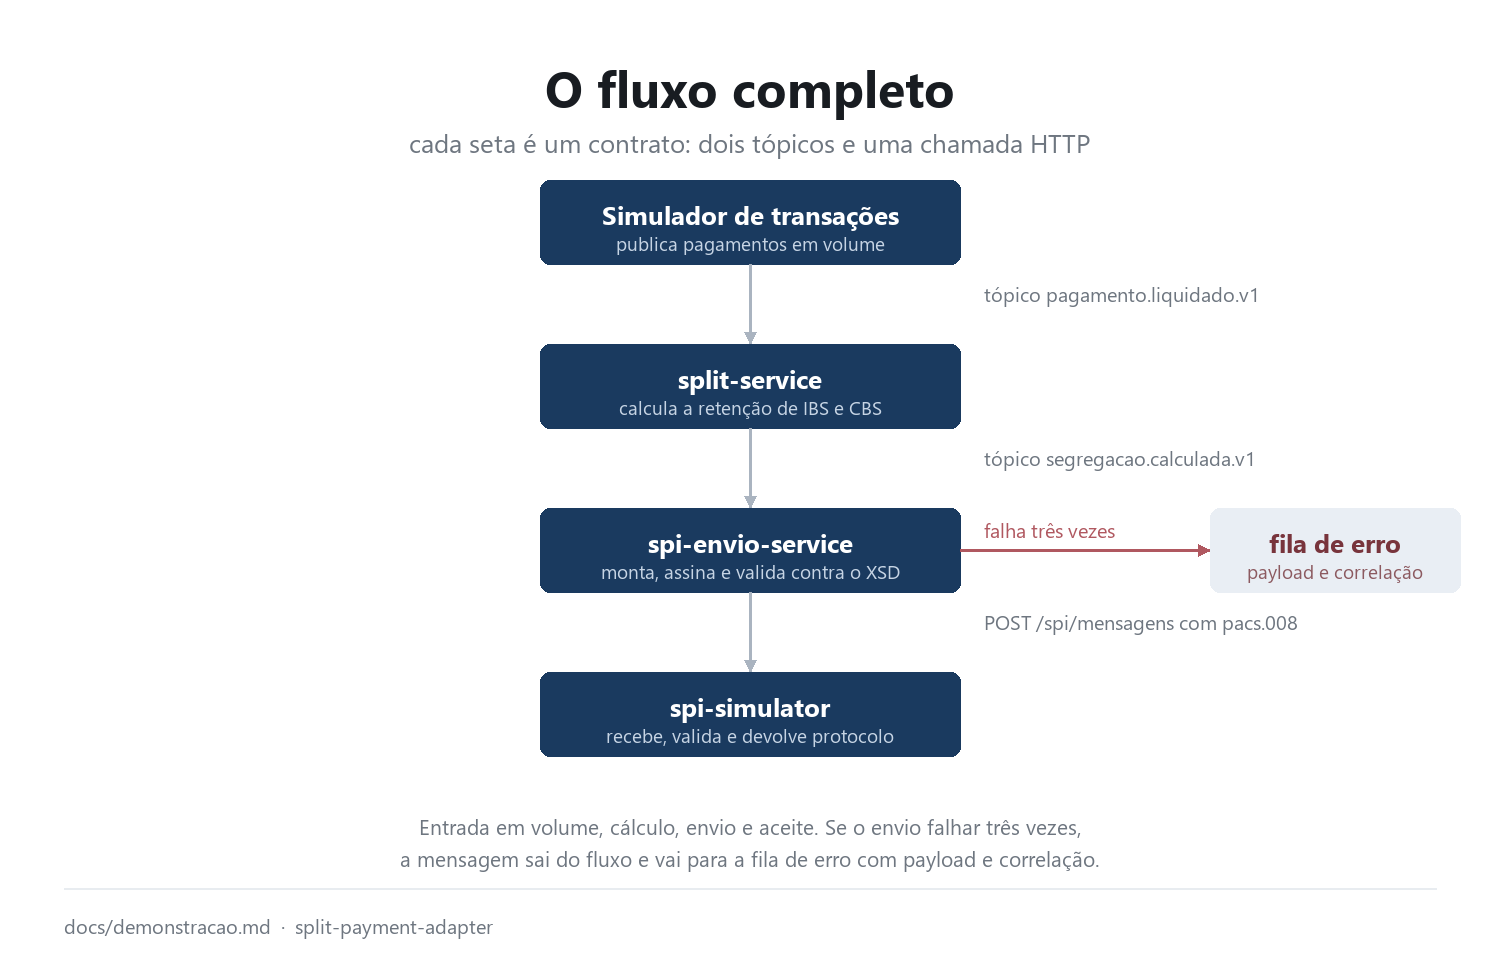 O fluxo completo
cada seta é um contrato: dois tópicos e uma chamada HTTP
Simulador de transações
publica pagamentos em volume
tópico pagamento.liquidado.v1
split-service
calcula a retenção de IBS e CBS
tópico segregacao.calculada.v1
spi-envio-service
monta, assina e valida contra o XSD
falha três vezes
fila de erro
payload e correlação
POST /spi/mensagens com pacs.008
spi-simulator
recebe, valida e devolve protocolo
Entrada em volume, cálculo, envio e aceite. Se o envio falhar três vezes,
a mensagem sai do fluxo e vai para a fila de erro com payload e correlação.
docs/demonstracao.md · split-payment-adapter